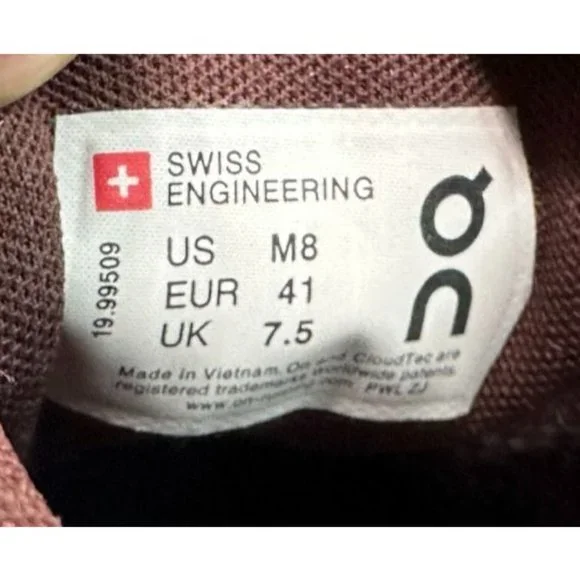 SWISS
ENGINEERING
US M8
EUR 41
UK 7.5
19.99509
Made in Vietnam. On and CloudTec are
registered trademarks worldwide patents.
www.on-running.com PWL ZJ
On